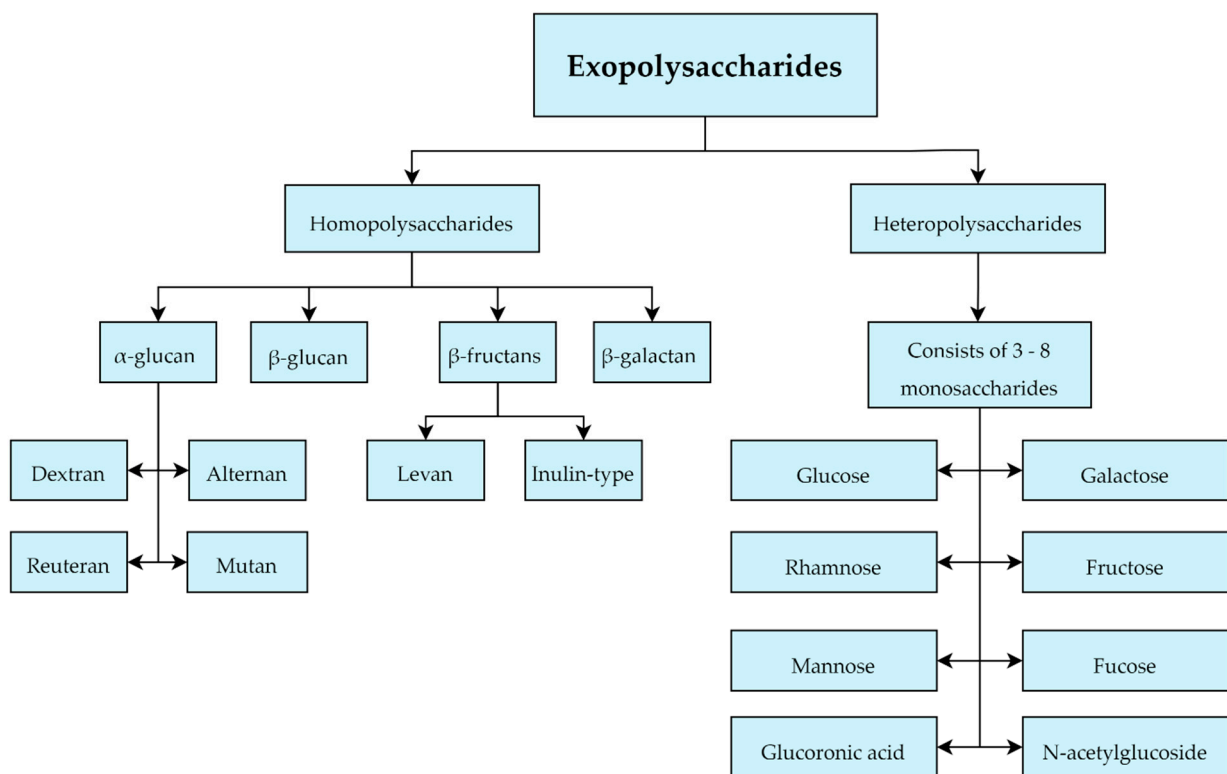 Exopolysaccharides
Homopolysaccharides
Heteropolysaccharides
α-glucan
β-glucan
β-fructans
β-galactan
Consists of 3 - 8
monosaccharides
Dextran
Alternan
Levan
Inulin-type
Glucose
Galactose
Reuteran
Mutan
Rhamnose
Fructose
Mannose
Fucose
Glucoronic acid
N-acetylglucoside